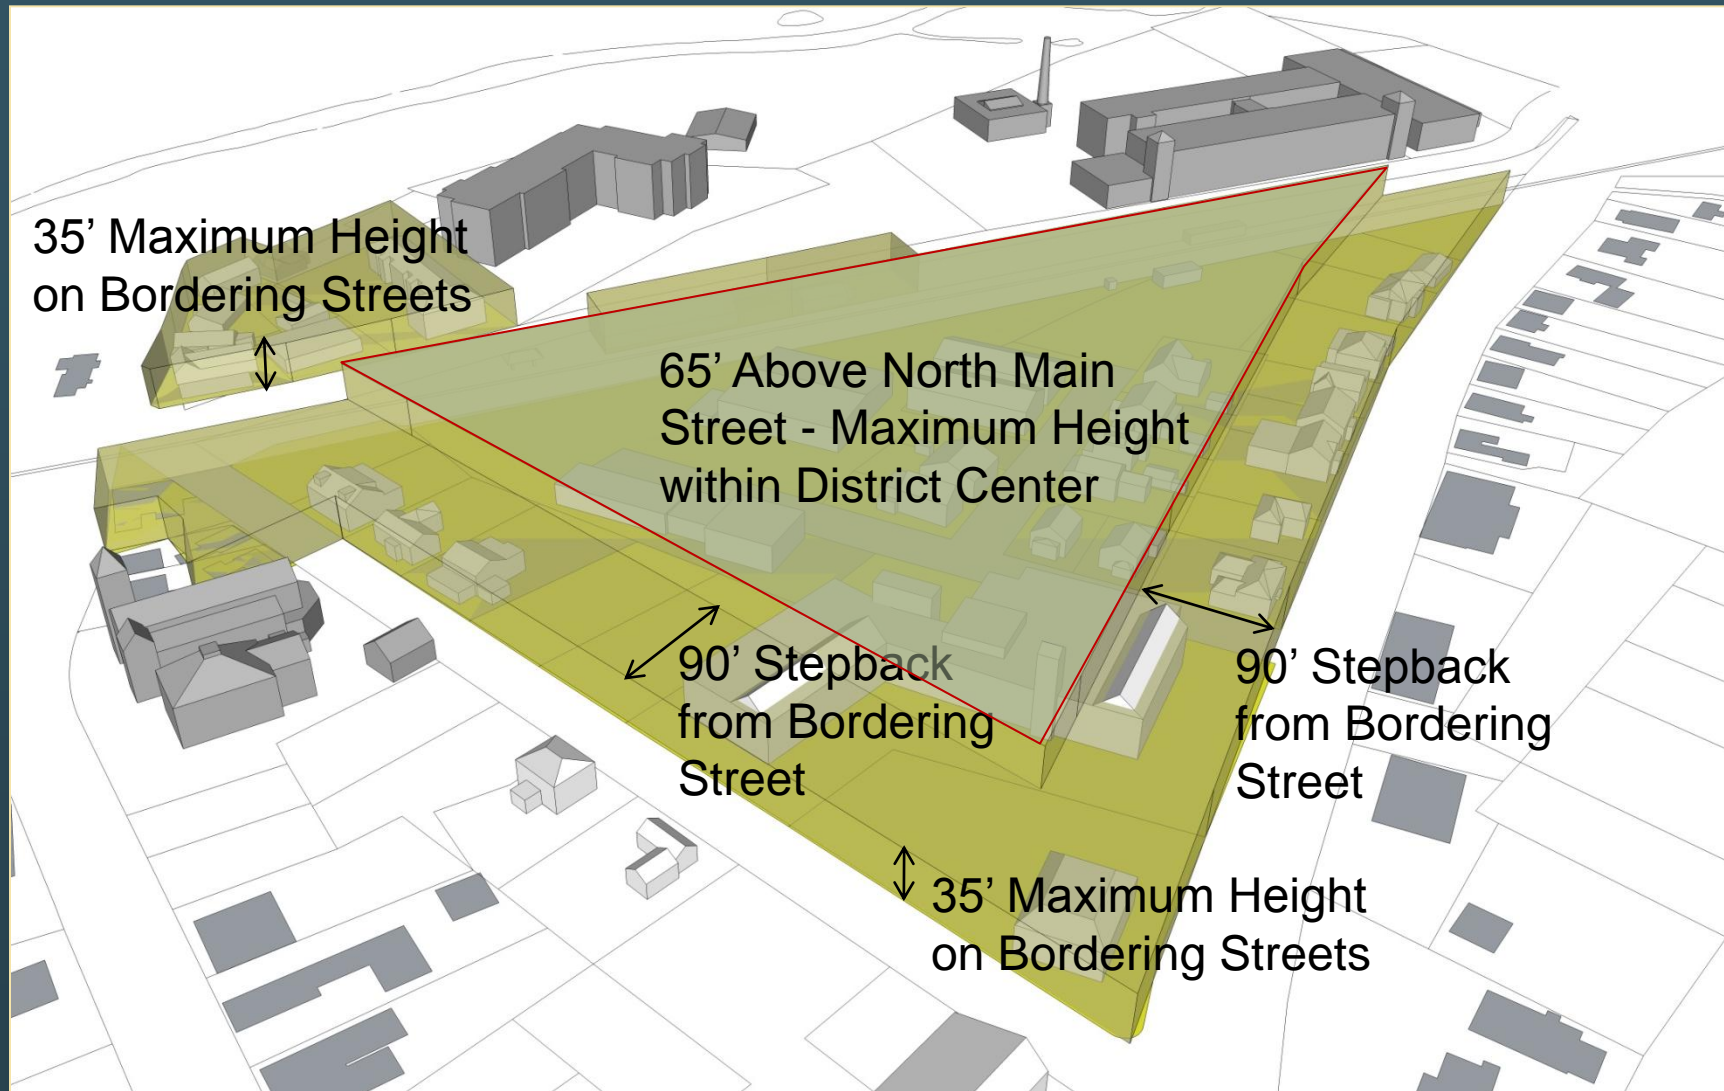 35’ Maximum Height
on Bordering Streets
65’ Above North Main
Street - Maximum Height
within District Center
90’ Stepback
from Bordering
Street
90’ Stepback
from Bordering
Street
35’ Maximum Height
on Bordering Streets